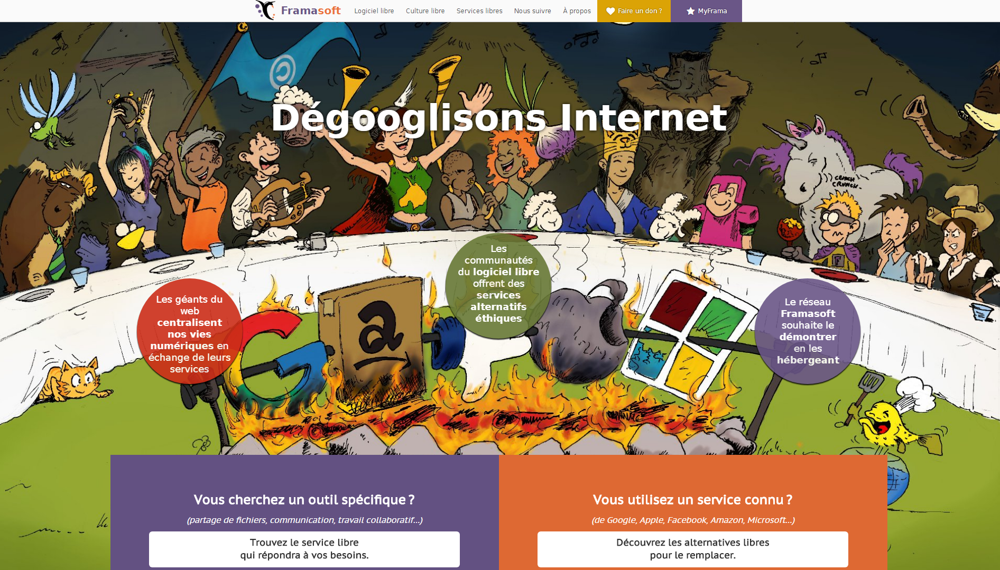 Framasoft
Logiciel libre
Culture libre
Services libres
Nous suivre
À propos
Faire un don ?
MyFrama
Dégooglisons Internet
CRUNCH
CRUNCH
Les
communautés
du logiciel libre
offrent des
services
alternatifs
éthiques
Les géants du
web
centralisent
nos vies
numériques en
échange de leurs
services
Le réseau
Framasoft
souhaite le
démontrer
en les
hébergeant
F
G
a
Vous cherchez un outil spécifique ?
(partage de fichiers, communication, travail collaboratif...)
Trouvez le service libre
qui répondra à vos besoins.
Vous utilisez un service connu ?
(de Google, Apple, Facebook, Amazon, Microsoft...)
Découvrez les alternatives libres
pour le remplacer.